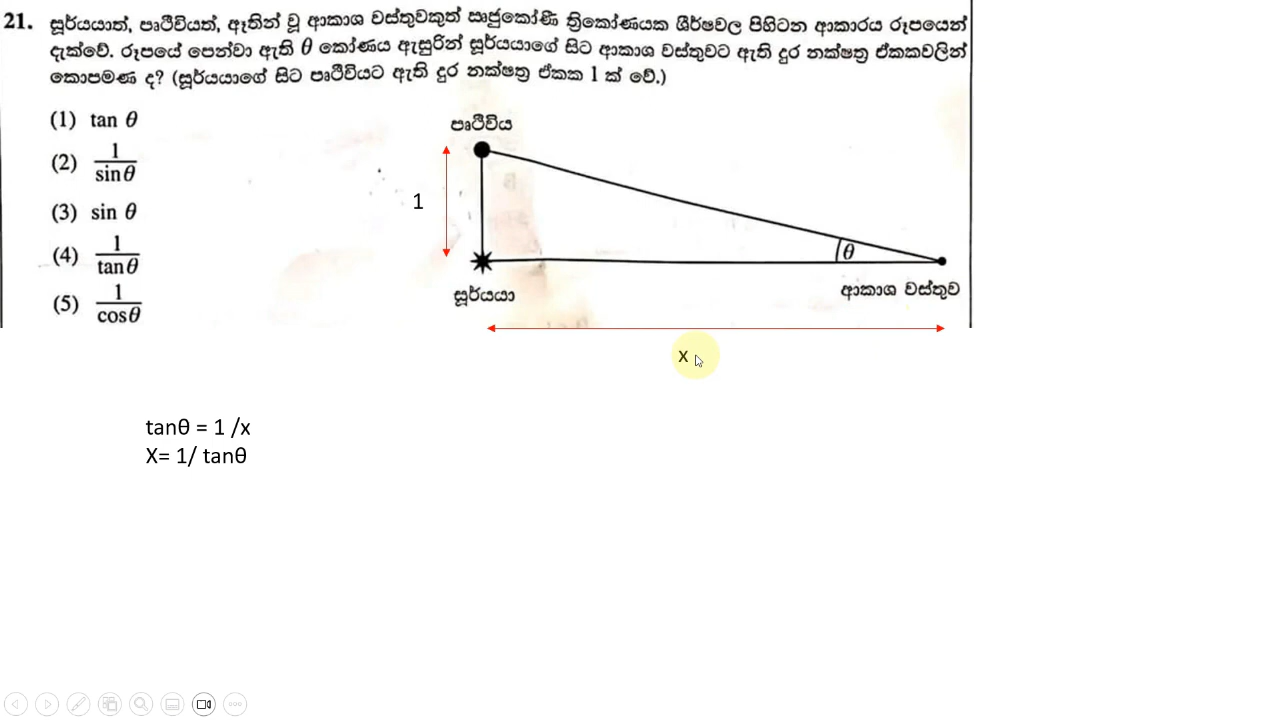 21. සූර්යයාත්, පෘථිවියත්, ඈතින් වූ ආකාශ වස්තුවකුත් සෘජුකෝණී ත්‍රිකෝණයක ශීර්ෂවල පිහිටන ආකාරය රූපයෙන්
දැක්වේ. රූපයේ පෙන්වා ඇති θ කෝණය ඇසුරින් සූර්යයාගේ සිට ආකාශ වස්තුවට ඇති දුර නක්ෂත්‍ර ඒකකවලින්
කොපමණ ද? (සූර්යයාගේ සිට පෘථිවියට ඇති දුර නක්ෂත්‍ර ඒකක 1 ක් වේ.)
(1) tan θ
(2) 1/sinθ
(3) sin θ
(4) 1/tanθ
(5) 1/cosθ
පෘථිවිය
1
θ
සූර්යයා
ආකාශ වස්තුව
x
tanθ = 1 /x
X= 1/ tanθ